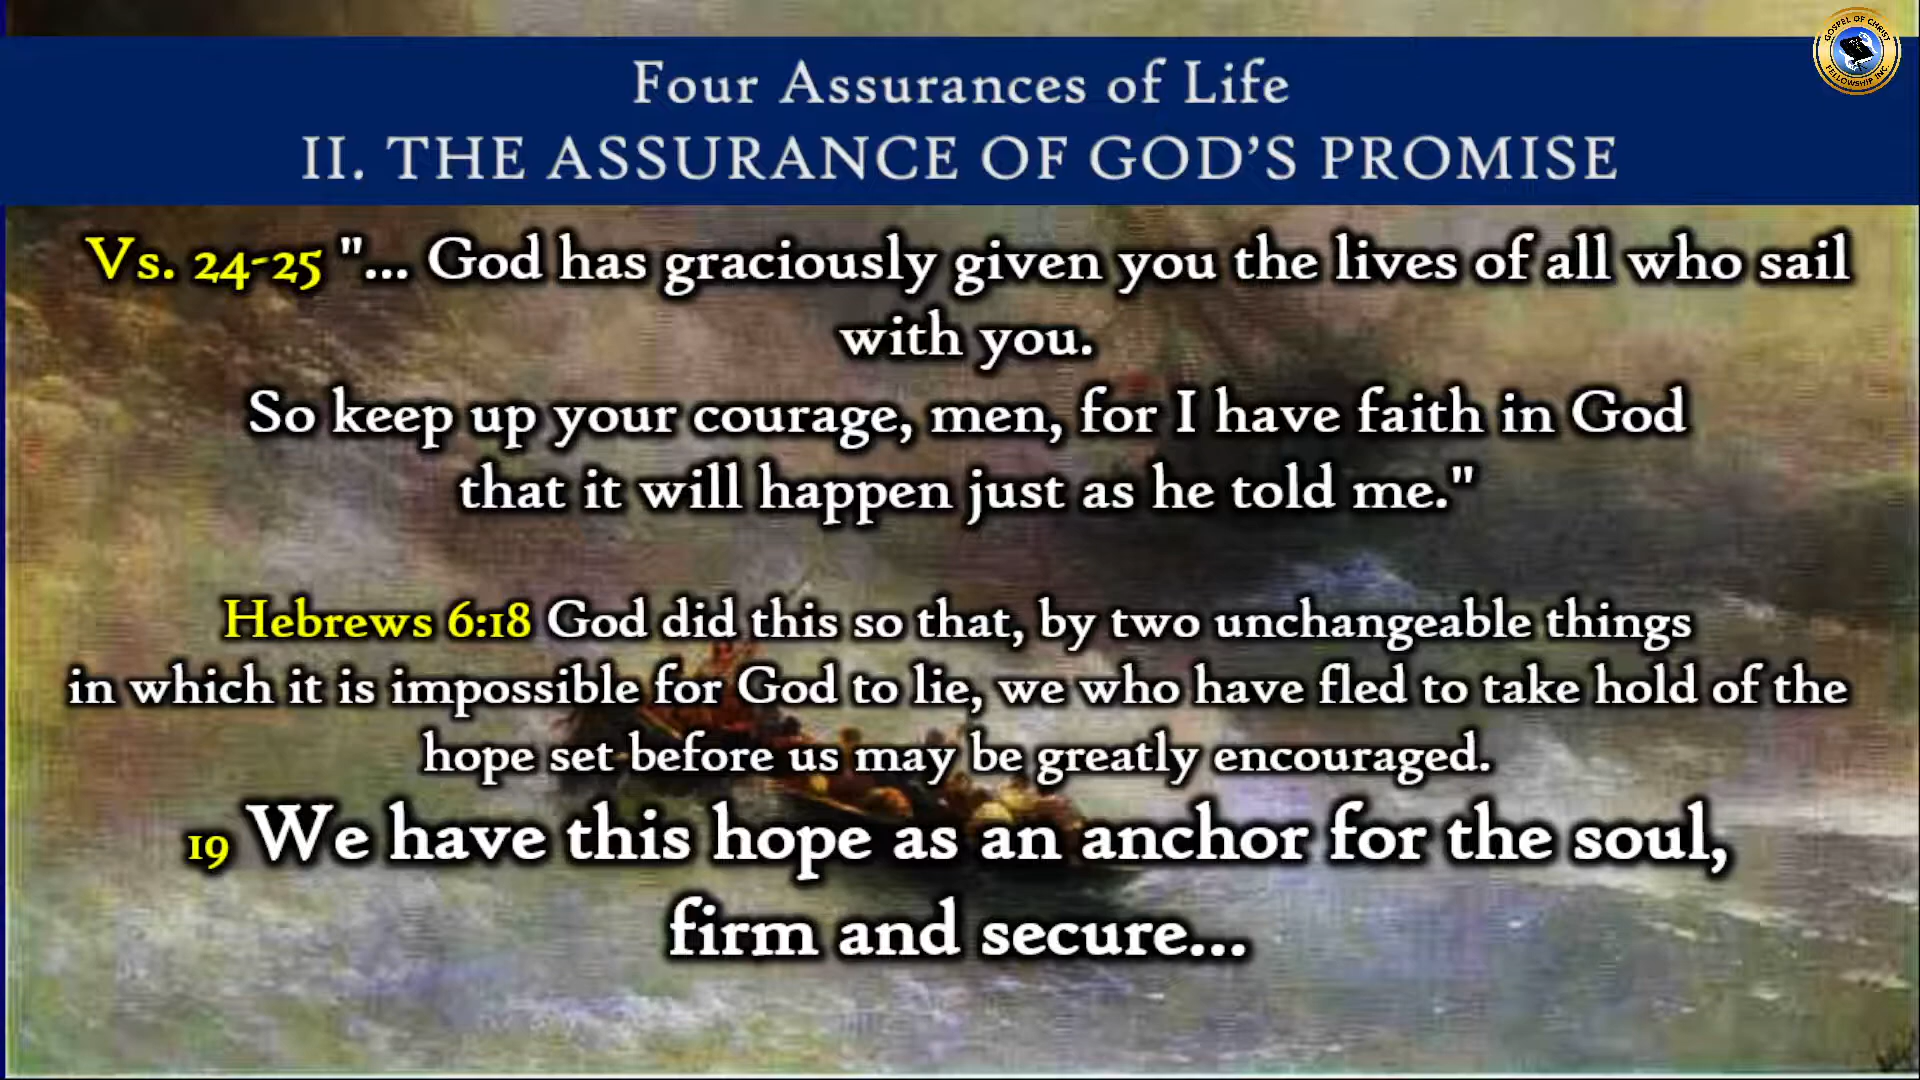 GOSPEL OF CHRIST
FELLOWSHIP INC.
Four Assurances of Life
II. THE ASSURANCE OF GOD’S PROMISE
Vs. 24-25 "... God has graciously given you the lives of all who sail
with you.
So keep up your courage, men, for I have faith in God
that it will happen just as he told me."
Hebrews 6:18 God did this so that, by two unchangeable things
in which it is impossible for God to lie, we who have fled to take hold of the
hope set before us may be greatly encouraged.
19 We have this hope as an anchor for the soul,
firm and secure...